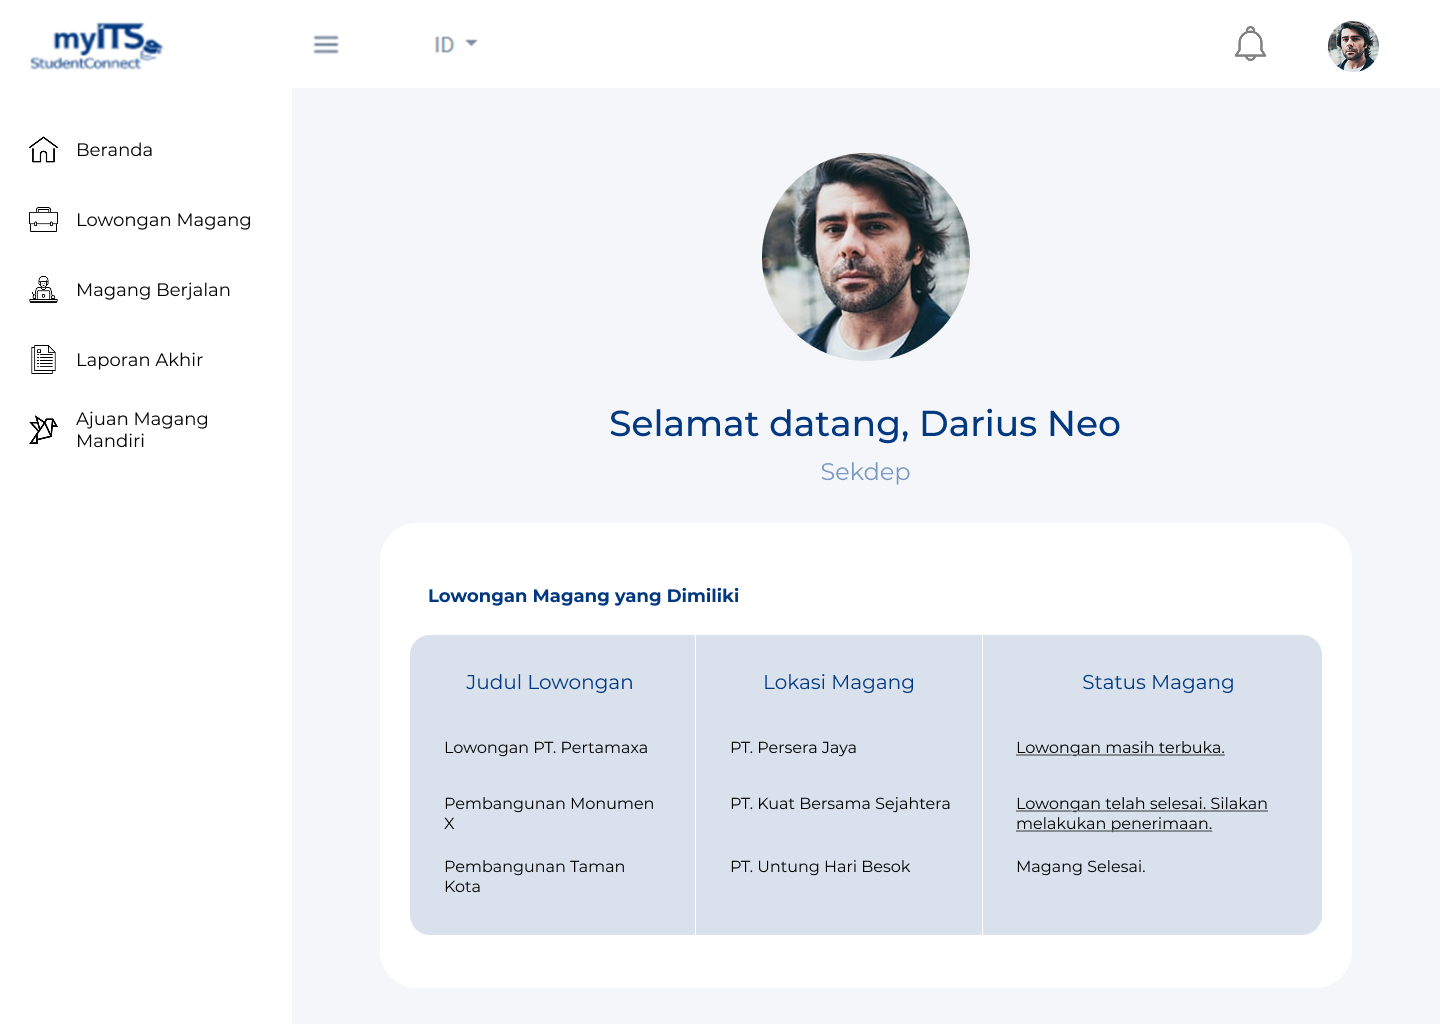 myITS
StudentConnect
ID
Beranda
Lowongan Magang
Magang Berjalan
Laporan Akhir
Ajuan Magang
Mandiri
Selamat datang, Darius Neo
Sekdep
Lowongan Magang yang Dimiliki
Judul Lowongan
Lokasi Magang
Status Magang
Lowongan PT. Pertamaxa
PT. Persera Jaya
Lowongan masih terbuka.
Pembangunan Monumen
X
PT. Kuat Bersama Sejahtera
Lowongan telah selesai. Silakan
melakukan penerimaan.
Pembangunan Taman
Kota
PT. Untung Hari Besok
Magang Selesai.